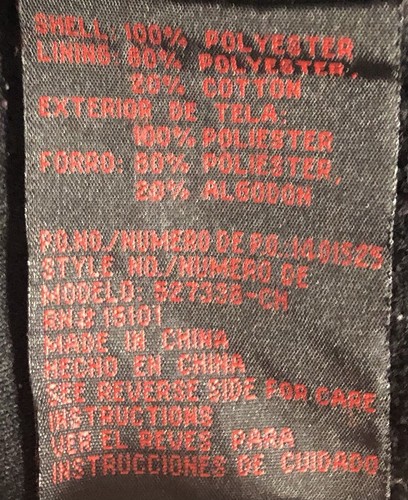 SHELL: 100% POLYESTER
LINING: 80% POLYESTER,
20% COTTON
EXTERIOR DE TELA:
100% POLIESTER
FORRO: 80% POLIESTER,
20% ALGODON
P.O.NO./NUMERO DE P.O.:1401525
STYLE NO./NUMERO DE
MODELO: 527338-CH
RN# 16101
MADE IN CHINA
HECHO EN CHINA
SEE REVERSE SIDE FOR CARE
INSTRUCTIONS
VER EL REVES PARA
INSTRUCCIONES DE CUIDADO